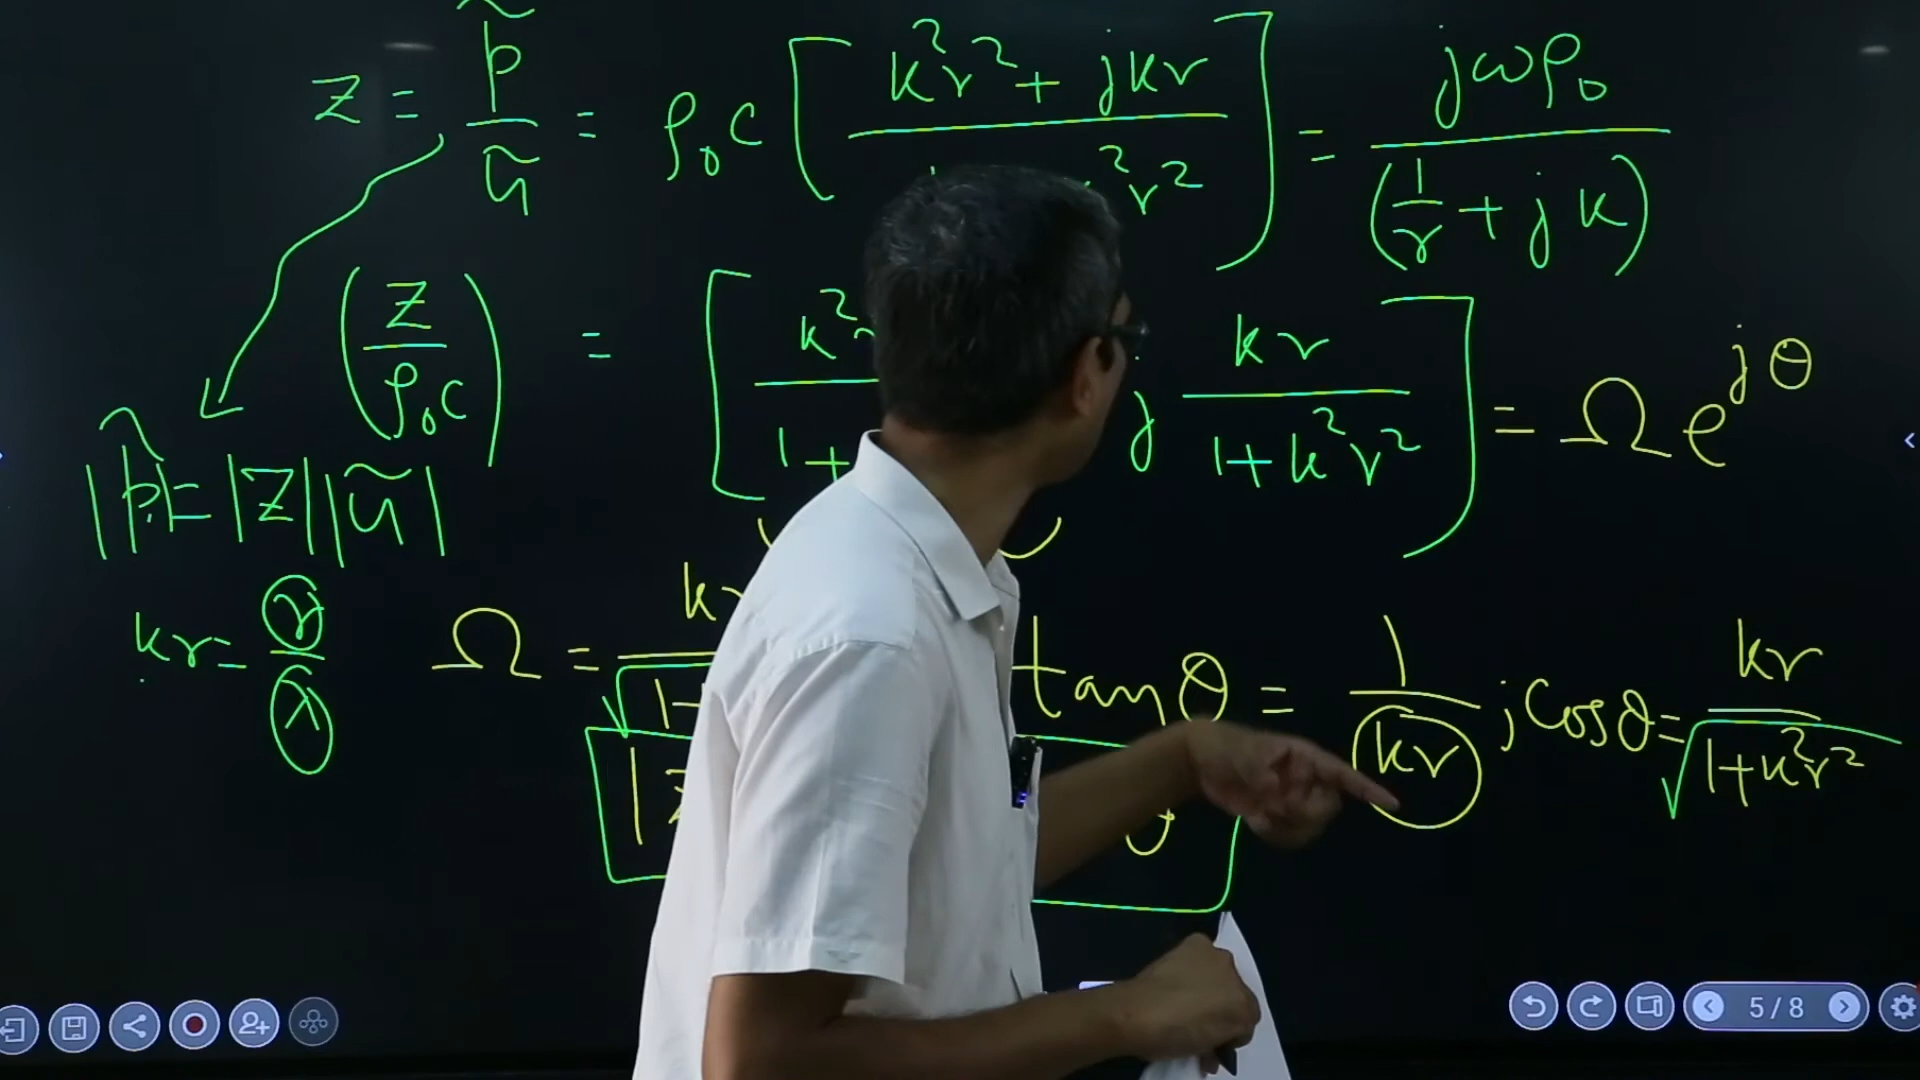 Z = p̃ / ũ = ρ₀c [ k²r² + jkr / k²r² ] = jωρ₀ / (1/r + jk)
(Z / ρ₀c) = [ k² / 1+ j kr / 1+k²r² ] = Ω e^{jθ}
|p̃| = |Z||ũ|
kr = r / λ
Ω = kr / √1+
tanθ = 1 / kr ; cosθ = kr / √1+k²r²
|Z
5 / 8